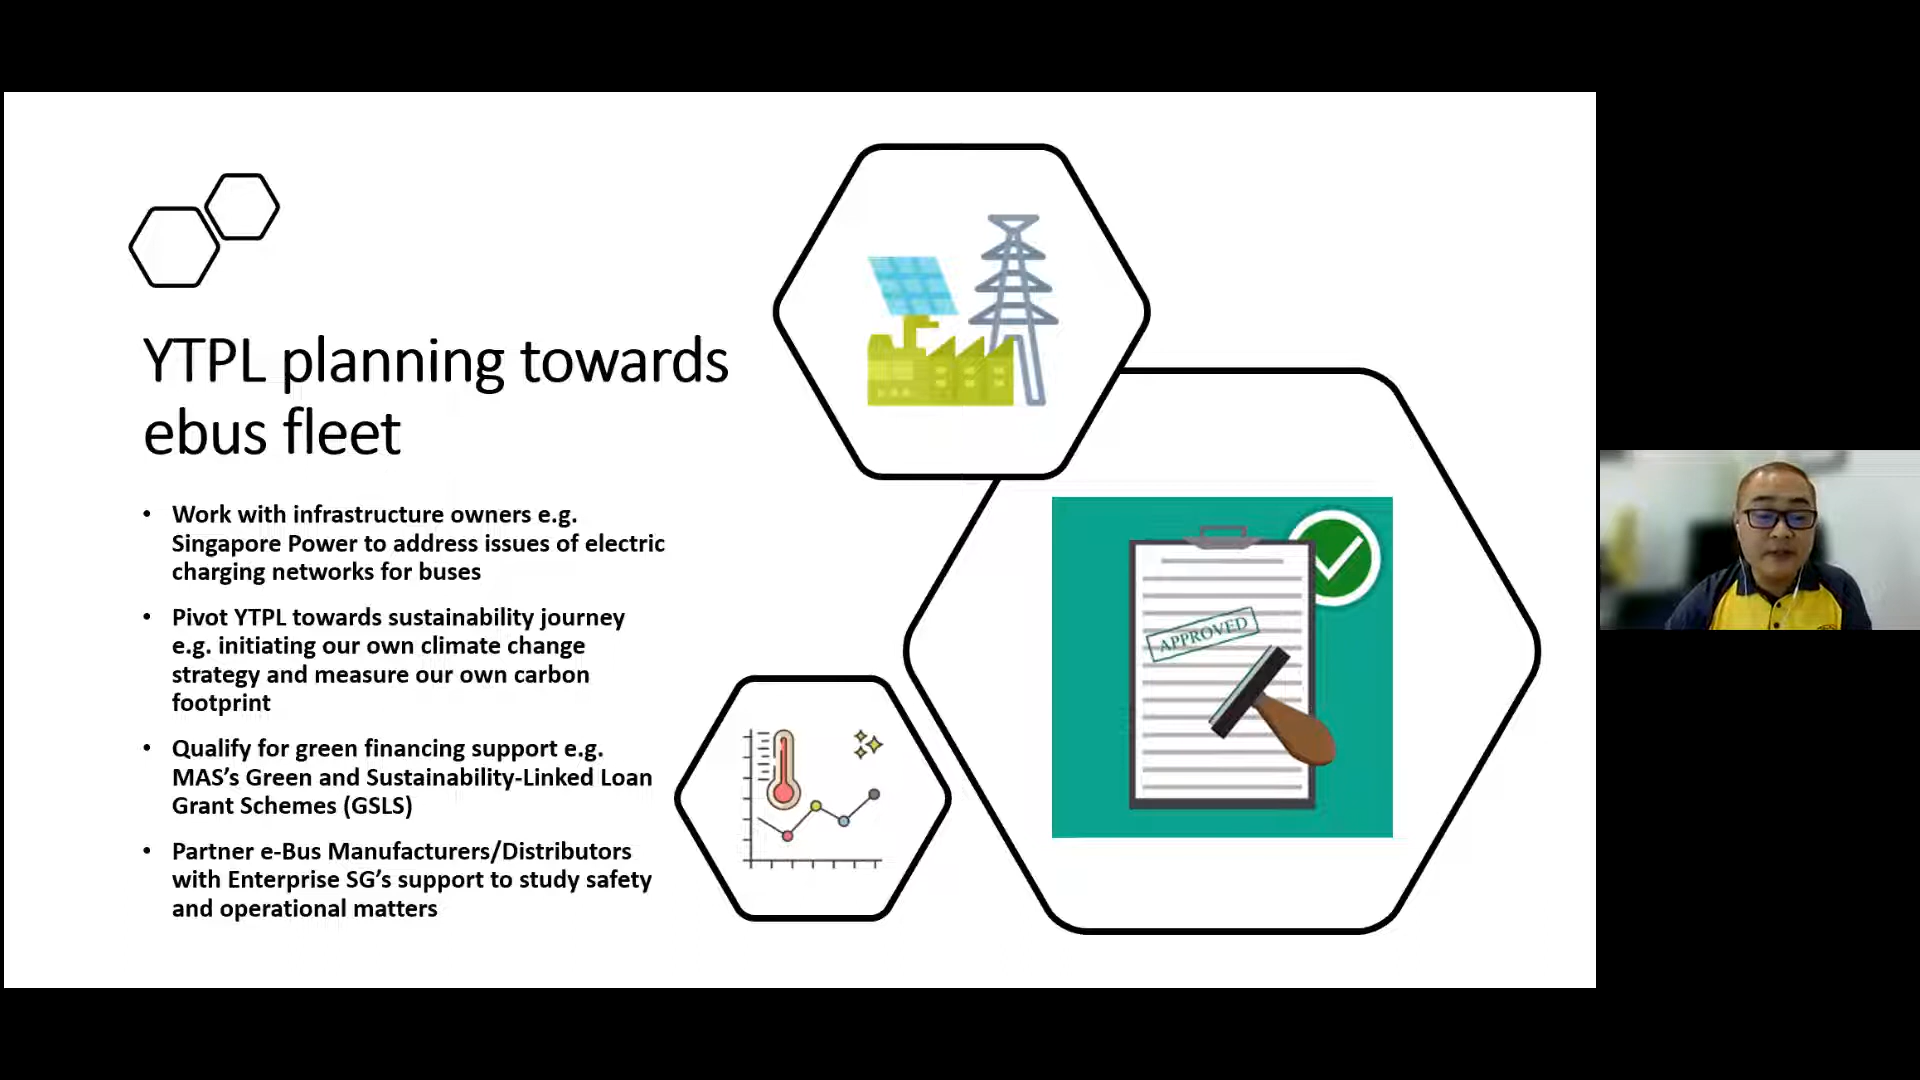 YTPL planning towards
ebus fleet
• Work with infrastructure owners e.g.
Singapore Power to address issues of electric
charging networks for buses
• Pivot YTPL towards sustainability journey
e.g. initiating our own climate change
strategy and measure our own carbon
footprint
• Qualify for green financing support e.g.
MAS’s Green and Sustainability-Linked Loan
Grant Schemes (GSLS)
• Partner e-Bus Manufacturers/Distributors
with Enterprise SG’s support to study safety
and operational matters
APPROVED